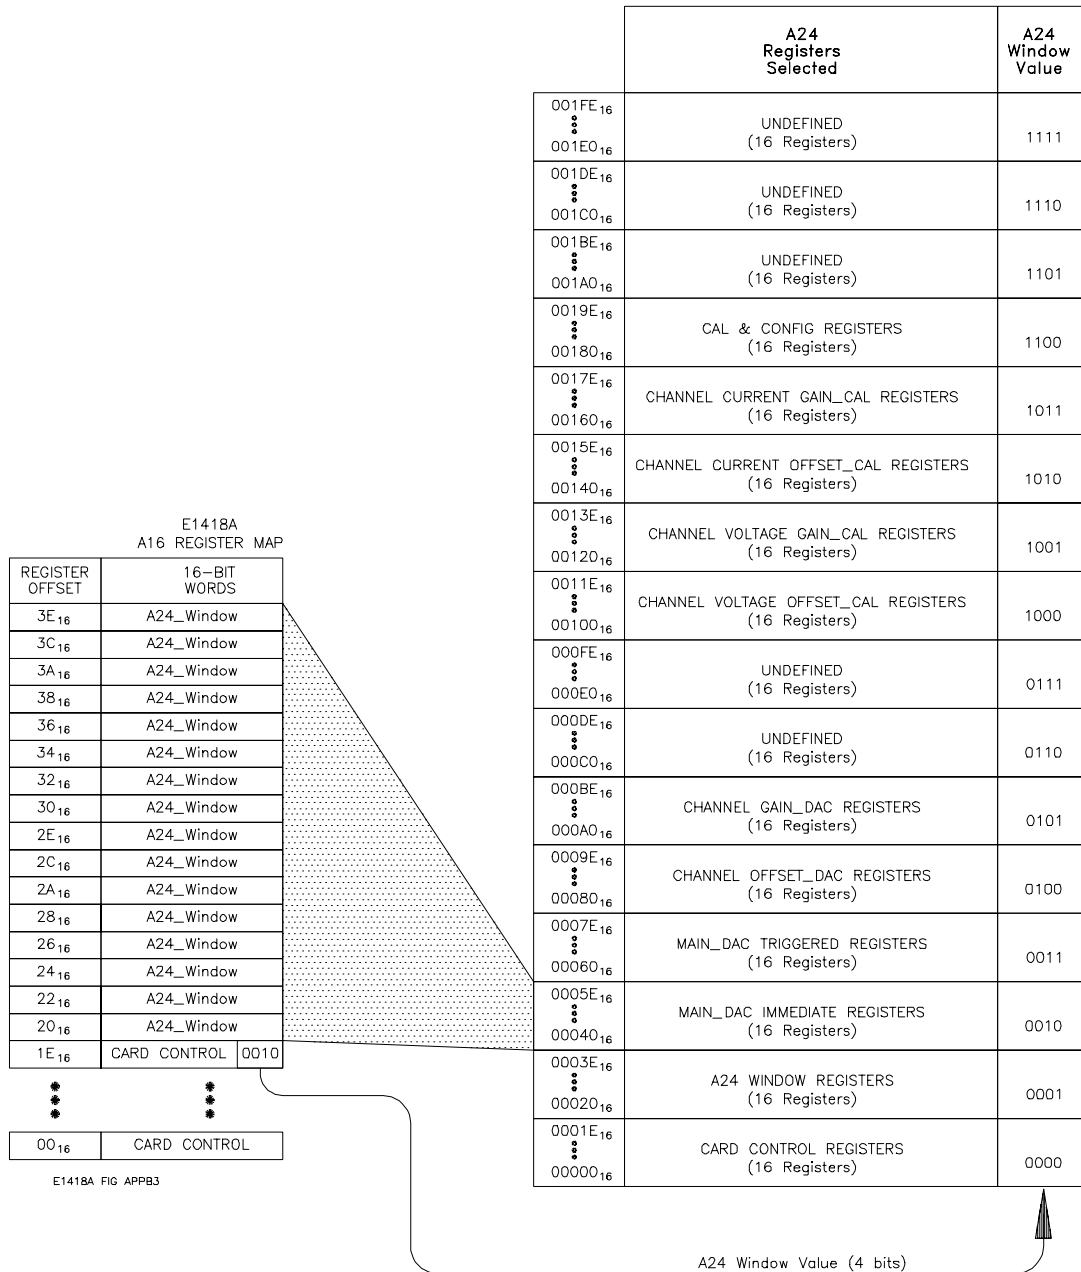 A24
Registers
Selected
A24
Window
Value
001FE16
001E016
UNDEFINED
(16 Registers)
1111
001DE16
001C016
UNDEFINED
(16 Registers)
1110
001BE16
001A016
UNDEFINED
(16 Registers)
1101
0019E16
0018016
CAL & CONFIG REGISTERS
(16 Registers)
1100
0017E16
0016016
CHANNEL CURRENT GAIN_CAL REGISTERS
(16 Registers)
1011
0015E16
0014016
CHANNEL CURRENT OFFSET_CAL REGISTERS
(16 Registers)
1010
0013E16
0012016
CHANNEL VOLTAGE GAIN_CAL REGISTERS
(16 Registers)
1001
0011E16
0010016
CHANNEL VOLTAGE OFFSET_CAL REGISTERS
(16 Registers)
1000
000FE16
000E016
UNDEFINED
(16 Registers)
0111
000DE16
000C016
UNDEFINED
(16 Registers)
0110
000BE16
000A016
CHANNEL GAIN_DAC REGISTERS
(16 Registers)
0101
0009E16
0008016
CHANNEL OFFSET_DAC REGISTERS
(16 Registers)
0100
0007E16
0006016
MAIN_DAC TRIGGERED REGISTERS
(16 Registers)
0011
0005E16
0004016
MAIN_DAC IMMEDIATE REGISTERS
(16 Registers)
0010
0003E16
0002016
A24 WINDOW REGISTERS
(16 Registers)
0001
0001E16
0000016
CARD CONTROL REGISTERS
(16 Registers)
0000
E1418A
A16 REGISTER MAP
REGISTER
OFFSET
16-BIT
WORDS
3E16 A24_Window
3C16 A24_Window
3A16 A24_Window
3816 A24_Window
3616 A24_Window
3416 A24_Window
3216 A24_Window
3016 A24_Window
2E16 A24_Window
2C16 A24_Window
2A16 A24_Window
2816 A24_Window
2616 A24_Window
2416 A24_Window
2216 A24_Window
2016 A24_Window
1E16 CARD CONTROL 0010
0016 CARD CONTROL
E1418A FIG APPB3
A24 Window Value (4 bits)